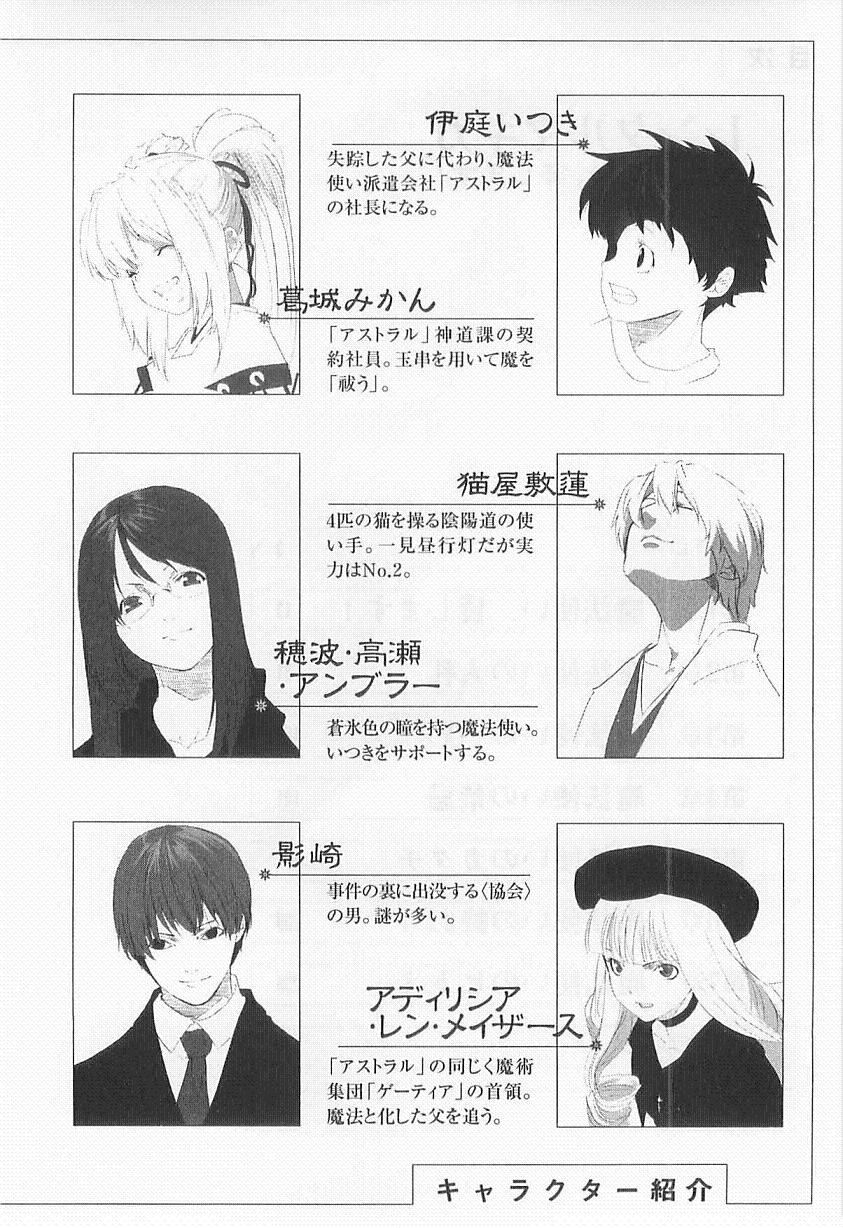 伊庭いつき
失踪した父に代わり、魔法
使い派遣会社「アストラル」
の社長になる。
葛城みかん
「アストラル」神道課の契
約社員。玉串を用いて魔を
「祓う」。
猫屋敷蓮
4匹の猫を操る陰陽道の使
い手。一見昼行灯だが実
力はNo.2。
穂波・高瀬
・アンブラー
蒼氷色の瞳を持つ魔法使い。
いつきをサポートする。
影崎
事件の裏に出没する〈協会〉
の男。謎が多い。
アディリシア
・レン・メイザース
「アストラル」の同じく魔術
集団「ゲーティア」の首領。
魔法と化した父を追う。
キャラクター紹介